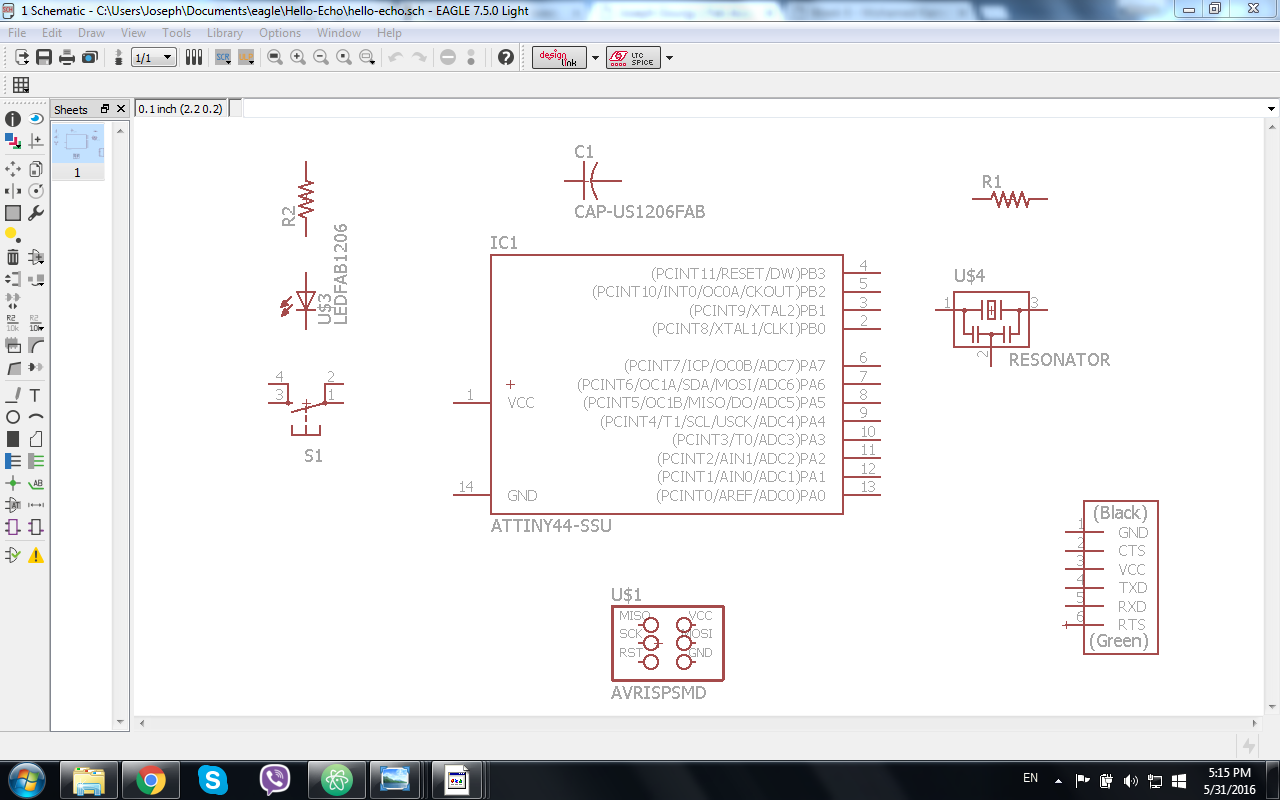 1 Schematic - C:\Users\Joseph\Documents\eagle\Hello-Echo\hello-echo.sch - EAGLE 7.5.0 Light
File Edit Draw View Tools Library Options Window Help
1/1
SCR
design link
LTC SPICE
Sheets
0.1 inch (2.2 0.2)
1
R2
10k
R2
10k
T
C1
CAP-US1206FAB
R1
R2
LEDFAB1206
U$3
4 2
3 1
S1
IC1
(PCINT11/RESET/DW)PB3 4
(PCINT10/INT0/OC0A/CKOUT)PB2 5
(PCINT9/XTAL2)PB1 3
(PCINT8/XTAL1/CLKI)PB0 2
(PCINT7/ICP/OC0B/ADC7)PA7 6
(PCINT6/OC1A/SDA/MOSI/ADC6)PA6 7
1 VCC (PCINT5/OC1B/MISO/DO/ADC5)PA5 8
(PCINT4/T1/SCL/USCK/ADC4)PA4 9
(PCINT3/T0/ADC3)PA3 10
(PCINT2/AIN1/ADC2)PA2 11
(PCINT1/AIN0/ADC1)PA1 12
14 GND (PCINT0/AREF/ADC0)PA0 13
ATTINY44-SSU
U$4
1 3
2
RESONATOR
(Black)
1 GND
2 CTS
3 VCC
4 TXD
5 RXD
6 RTS
(Green)
U$1
MISO VCC
SCK MOSI
RST GND
AVRISPSMD
EN
5:15 PM
5/31/2016